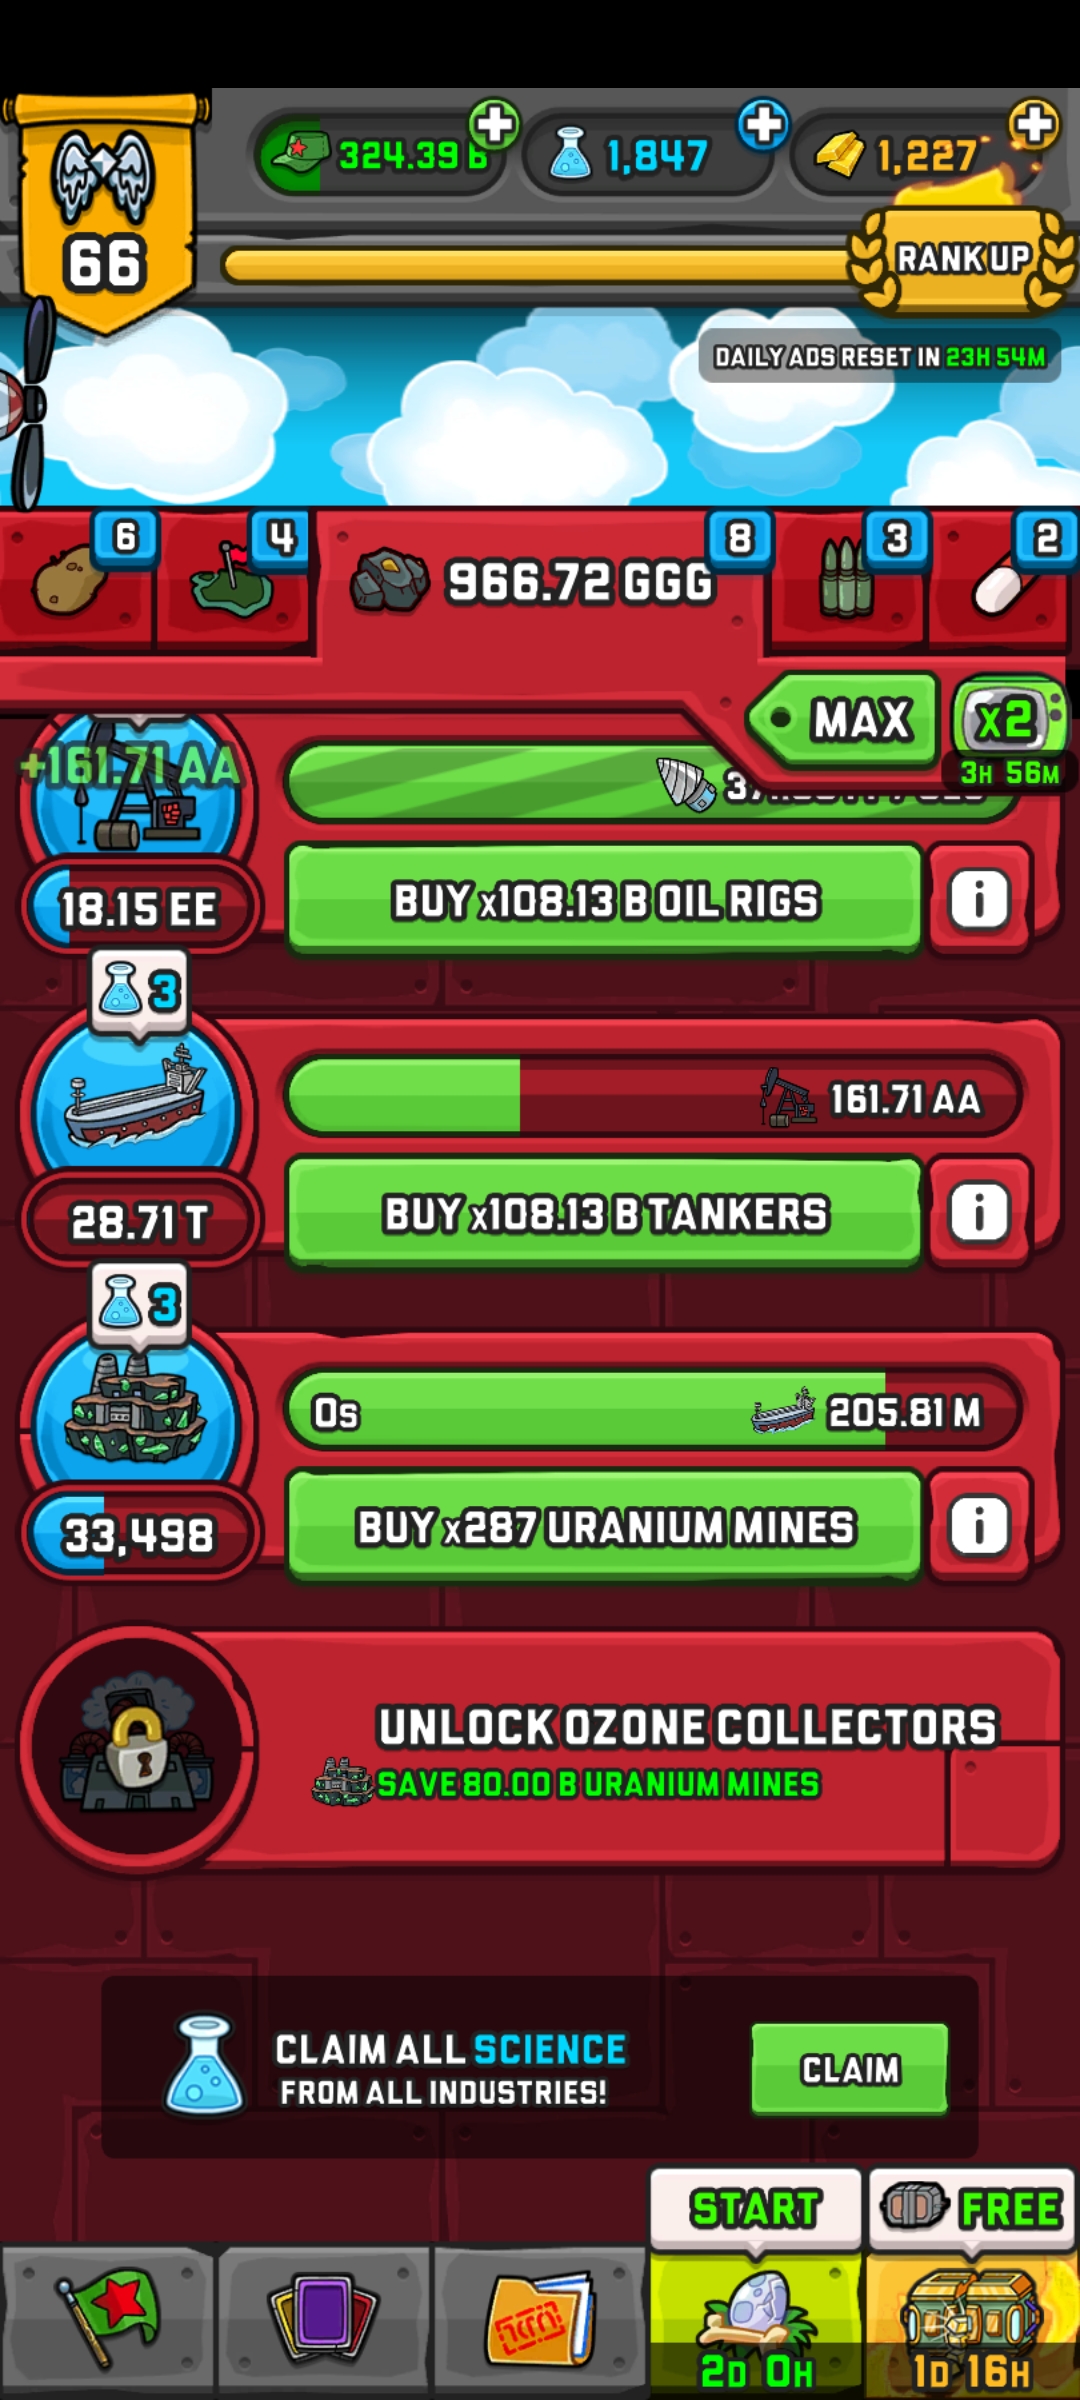 324.39 B
1,847
1,227
66
RANK UP
DAILY ADS RESET IN 23H 54M
6
4
966.72 GGG
8
3
2
MAX
x2
3H 56M
+161.71 AA
18.15 EE
BUY x108.13 B OIL RIGS
i
3
161.71 AA
28.71 T
BUY x108.13 B TANKERS
i
3
0s
205.81 M
33,498
BUY x287 URANIUM MINES
i
UNLOCK OZONE COLLECTORS
SAVE 80.00 B URANIUM MINES
CLAIM ALL SCIENCE
FROM ALL INDUSTRIES!
CLAIM
START
FREE
2D 0H
1D 16H